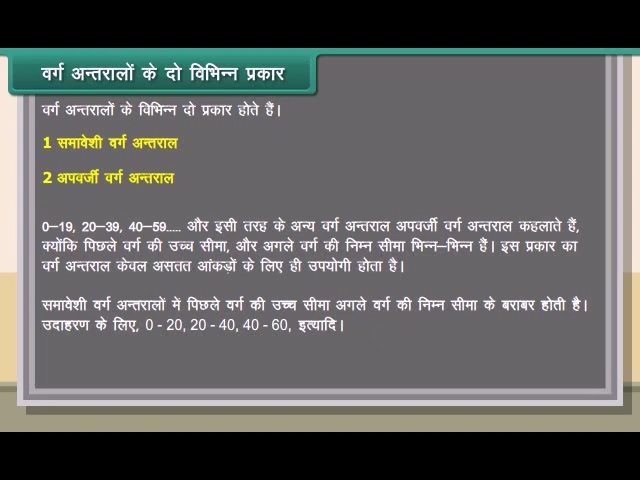 वर्ग अन्तरालों के दो विभिन्न प्रकार
वर्ग अन्तरालों के विभिन्न दो प्रकार होते हैं।
1 समावेशी वर्ग अन्तराल
2 अपवर्जी वर्ग अन्तराल
0–19, 20–39, 40–59..... और इसी तरह के अन्य वर्ग अन्तराल अपवर्जी वर्ग अन्तराल कहलाते हैं,
क्योंकि पिछले वर्ग की उच्च सीमा, और अगले वर्ग की निम्न सीमा भिन्न–भिन्न हैं। इस प्रकार का
वर्ग अन्तराल केवल असतत आंकड़ों के लिए ही उपयोगी होता है।
समावेशी वर्ग अन्तरालों में पिछले वर्ग की उच्च सीमा अगले वर्ग की निम्न सीमा के बराबर होती है।
उदाहरण के लिए, 0 - 20, 20 - 40, 40 - 60, इत्यादि।